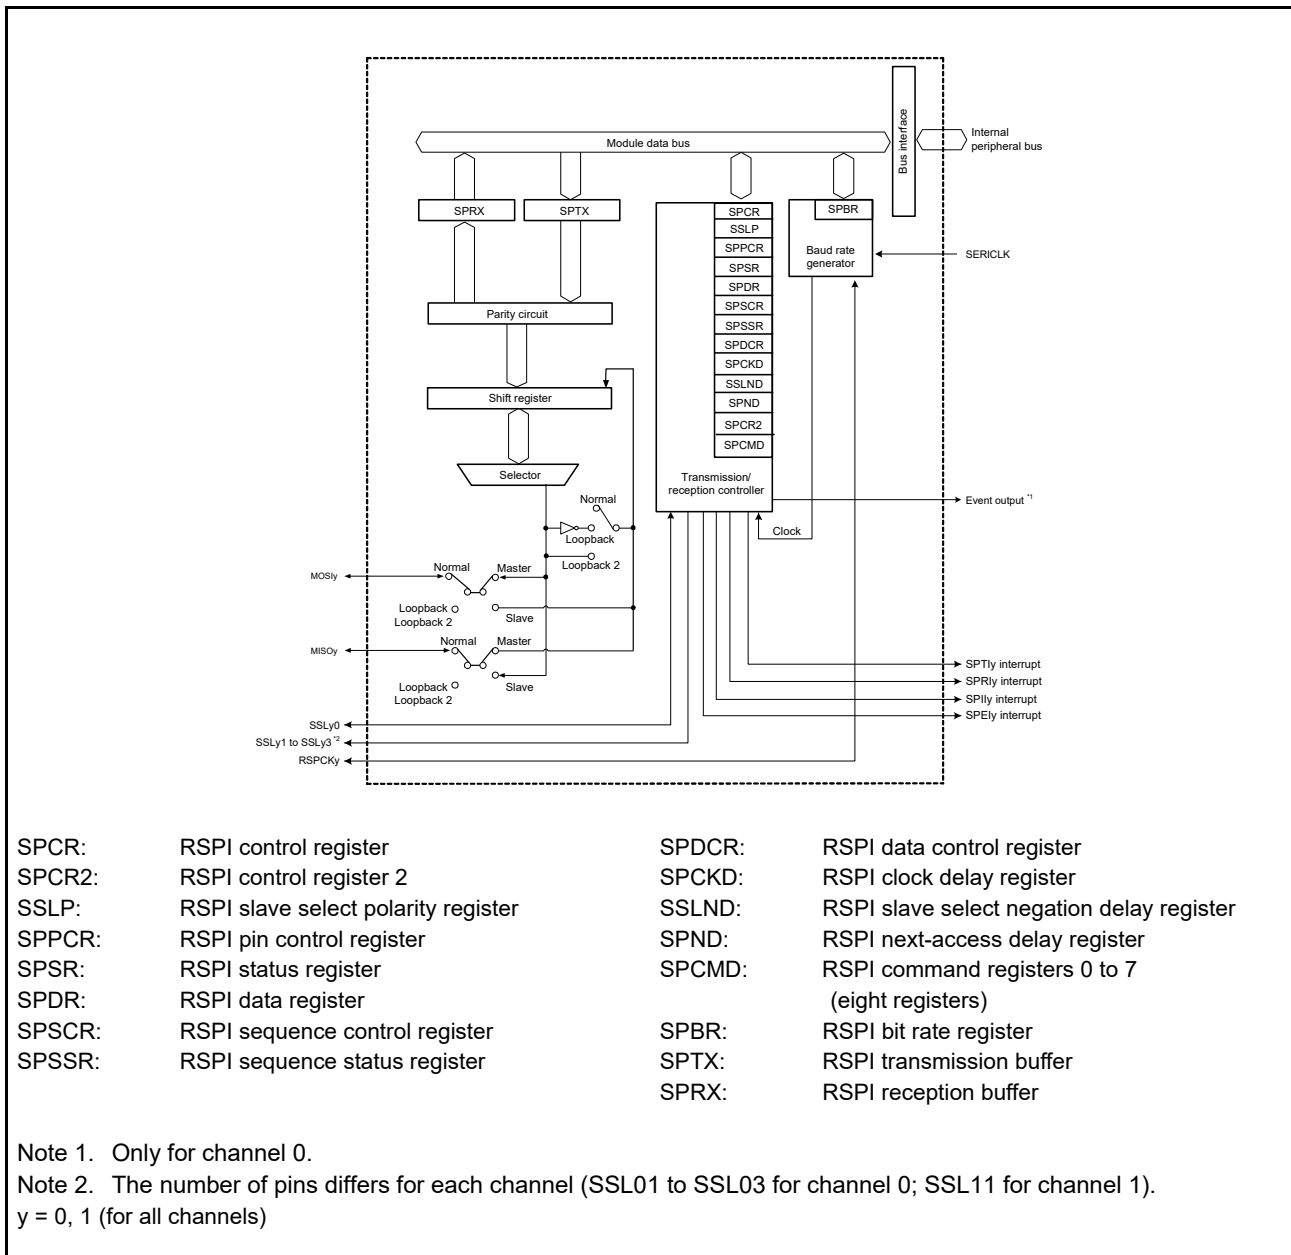 Module data bus
Bus interface
Internal
peripheral bus
SPRX
SPTX
SPCR
SSLP
SPPCR
SPSR
SPDR
SPSCR
SPSSR
SPDCR
SPCKD
SSLND
SPND
SPCR2
SPCMD
Transmission/
reception controller
SPBR
Baud rate
generator
SERICLK
Parity circuit
Shift register
Selector
Normal
Loopback
Loopback 2
Clock
Event output *1
MOSIy
Normal
Master
Loopback
Loopback 2
Slave
MISOy
Normal
Master
Loopback
Loopback 2
Slave
SSLy0
SSLy1 to SSLy3 *2
RSPCKy
SPTIy interrupt
SPRIy interrupt
SPIIy interrupt
SPEIy interrupt
SPCR: RSPI control register
SPCR2: RSPI control register 2
SSLP: RSPI slave select polarity register
SPPCR: RSPI pin control register
SPSR: RSPI status register
SPDR: RSPI data register
SPSCR: RSPI sequence control register
SPSSR: RSPI sequence status register
SPDCR: RSPI data control register
SPCKD: RSPI clock delay register
SSLND: RSPI slave select negation delay register
SPND: RSPI next-access delay register
SPCMD: RSPI command registers 0 to 7
(eight registers)
SPBR: RSPI bit rate register
SPTX: RSPI transmission buffer
SPRX: RSPI reception buffer
Note 1. Only for channel 0.
Note 2. The number of pins differs for each channel (SSL01 to SSL03 for channel 0; SSL11 for channel 1).
y = 0, 1 (for all channels)